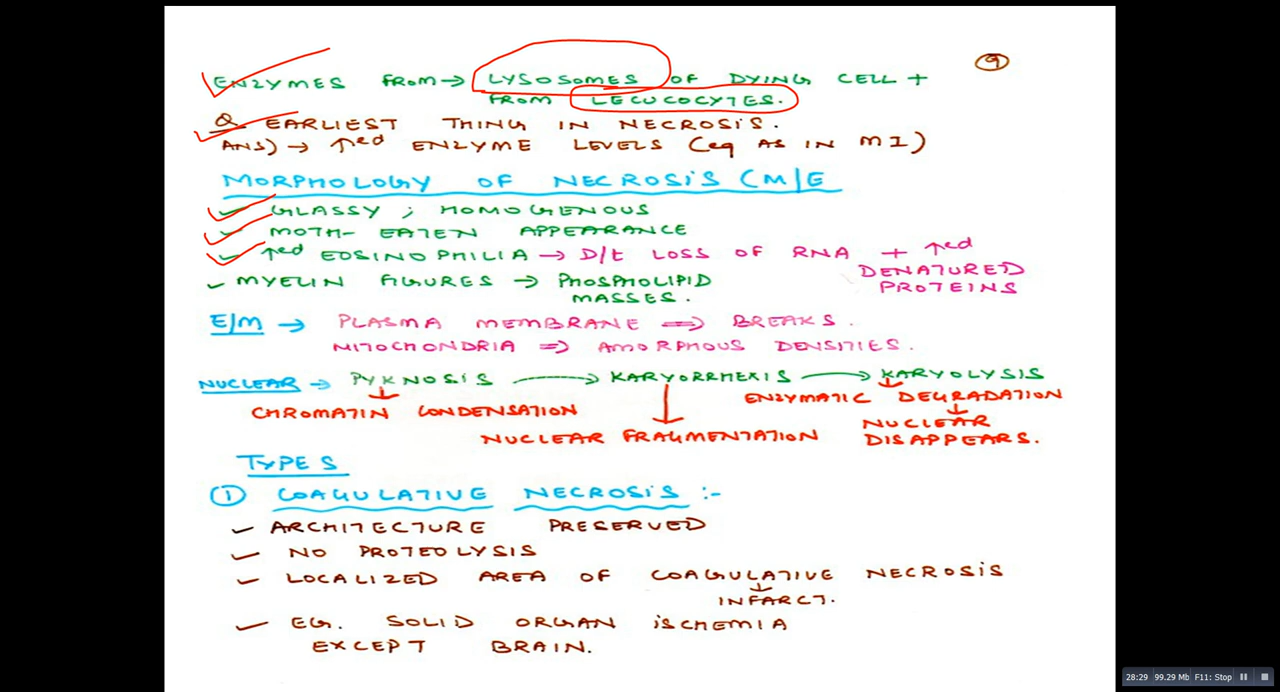 9
ENZYMES FROM → LYSOSOMES OF DYING CELL +
FROM LECUCOCYTES.
Q EARLIEST THING IN NECROSIS.
ANS) → ↑ed ENZYME LEVELS (eg AS IN MI)
MORPHOLOGY OF NECROSIS (M/E
✓ GLASSY ; HOMOGENOUS
✓ MOTH-EATEN APPEARANCE
✓ ↑ed EOSINOPHILIA → D/t LOSS OF RNA + ↑ed
DENATURED
PROTEINS
✓ MYELIN FIGURES → PHOSPHOLIPID
MASSES.
E/M → PLASMA MEMBRANE ⇒ BREAKS.
MITOCHONDRIA ⇒ AMORPHOUS DENSITIES.
NUCLEAR → PYKNOSIS → KARYORRHEXIS → KARYOLYSIS
↓ CHROMATIN CONDENSATION
↓ NUCLEAR FRAGMENTATION
↓ ENZYMATIC DEGRADATION
↓ NUCLEAR
DISAPPEARS.
TYPES
① COAGULATIVE NECROSIS :-
✓ ARCHITECTURE PRESERVED
✓ NO PROTEOLYSIS
✓ LOCALIZED AREA OF COAGULATIVE NECROSIS
↓ INFARCT.
✓ EG. SOLID ORGAN ISCHEMIA
EXCEPT BRAIN.
28:29 99.29 Mb F11: Stop